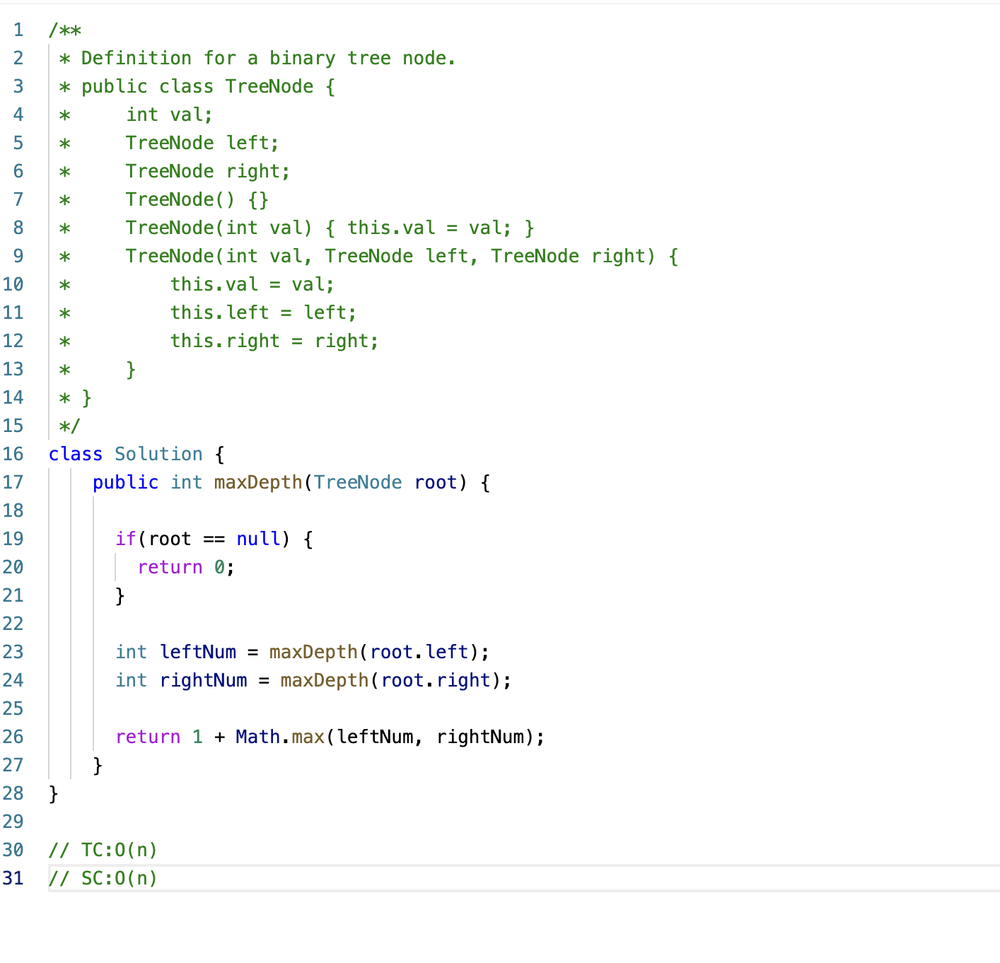 1 /**
2  * Definition for a binary tree node.
3  * public class TreeNode {
4  *     int val;
5  *     TreeNode left;
6  *     TreeNode right;
7  *     TreeNode() {}
8  *     TreeNode(int val) { this.val = val; }
9  *     TreeNode(int val, TreeNode left, TreeNode right) {
10  *         this.val = val;
11  *         this.left = left;
12  *         this.right = right;
13  *     }
14  * }
15  */
16 class Solution {
17     public int maxDepth(TreeNode root) {
18
19       if(root == null) {
20         return 0;
21       }
22
23       int leftNum = maxDepth(root.left);
24       int rightNum = maxDepth(root.right);
25
26       return 1 + Math.max(leftNum, rightNum);
27     }
28 }
29
30 // TC:O(n)
31 // SC:O(n)